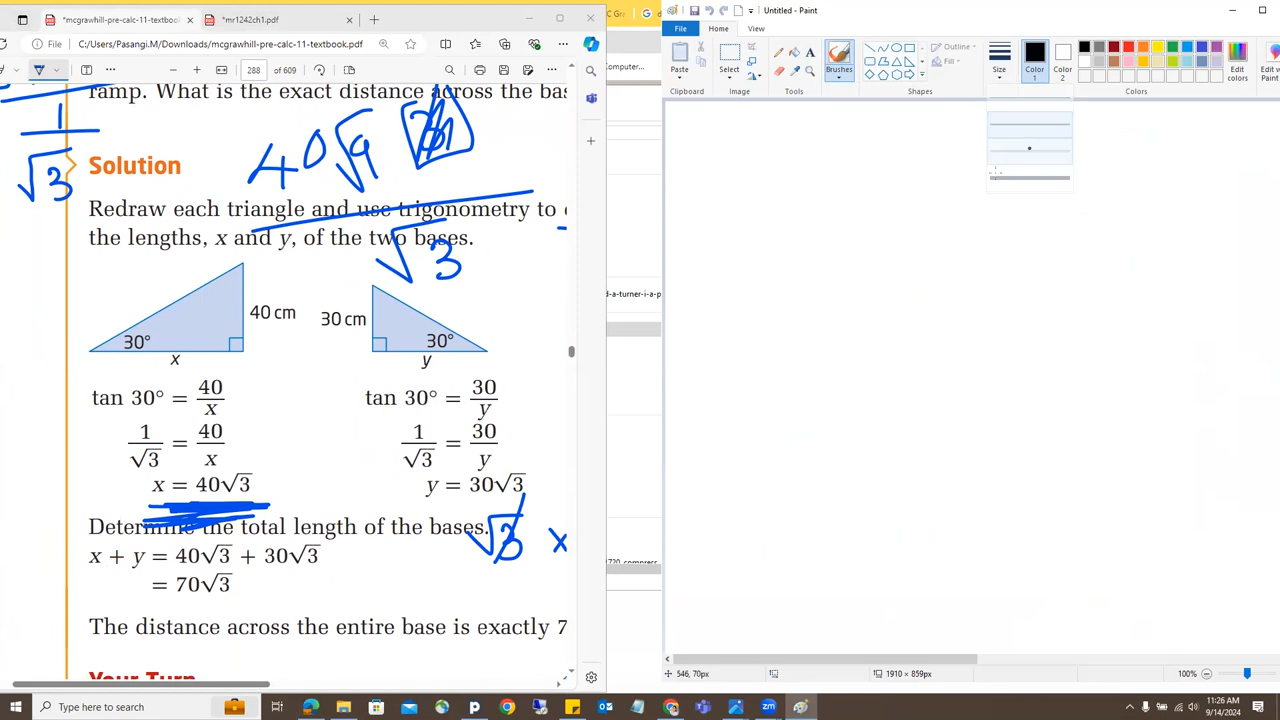 *mcgrawhill-pre-calc-11-textbook.pdf
*mr1242ch1.pdf
File
C:/Users/Pasangi.M/Downloads/mcgrawhill-pre-calc-11-textbook.pdf
288 of 609
ramp. What is the exact distance across the bas
1
√3
40√9
√3
Solution
Redraw each triangle and use trigonometry to
the lengths, x and y, of the two bases.
40 cm
30 cm
30°
30°
x
y
tan 30° = 40/x
tan 30° = 30/y
1/√3 = 40/x
1/√3 = 30/y
x = 40√3
y = 30√3
Determine the total length of the bases.
√3 x
x + y = 40√3 + 30√3
= 70√3
The distance across the entire base is exactly 7
Your Turn
Computer...
d-a-turner-i-a-p
1720_compress
Untitled - Paint
File
Home
View
Paste
Select
Brushes
Outline
Fill
Size
Color 1
Color 2
Edit colors
Clipboard
Image
Tools
Shapes
Colors
546, 70px
1910 × 859px
100%
Type here to search
11:26 AM
9/14/2024